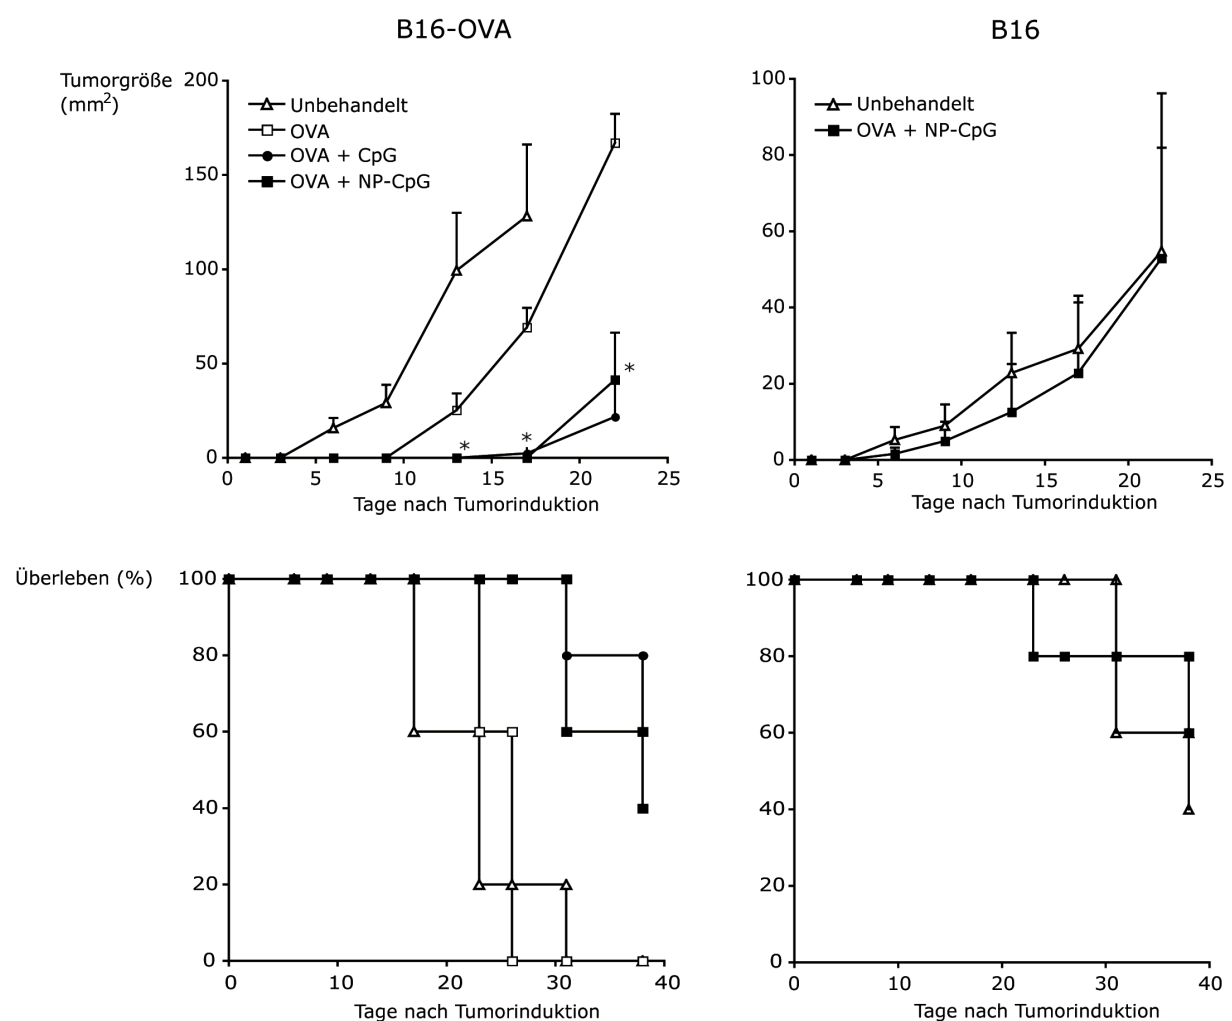 B16-OVA
B16
Tumorgröße
(mm2)
200
150
100
50
0
Unbehandelt
OVA
OVA + CpG
OVA + NP-CpG
*
*
*
0 5 10 15 20 25
Tage nach Tumorinduktion
100
80
60
40
20
0
Unbehandelt
OVA + NP-CpG
0 5 10 15 20 25
Tage nach Tumorinduktion
Überleben (%)
100
80
60
40
20
0
0 10 20 30 40
Tage nach Tumorinduktion
100
80
60
40
20
0
0 10 20 30 40
Tage nach Tumorinduktion